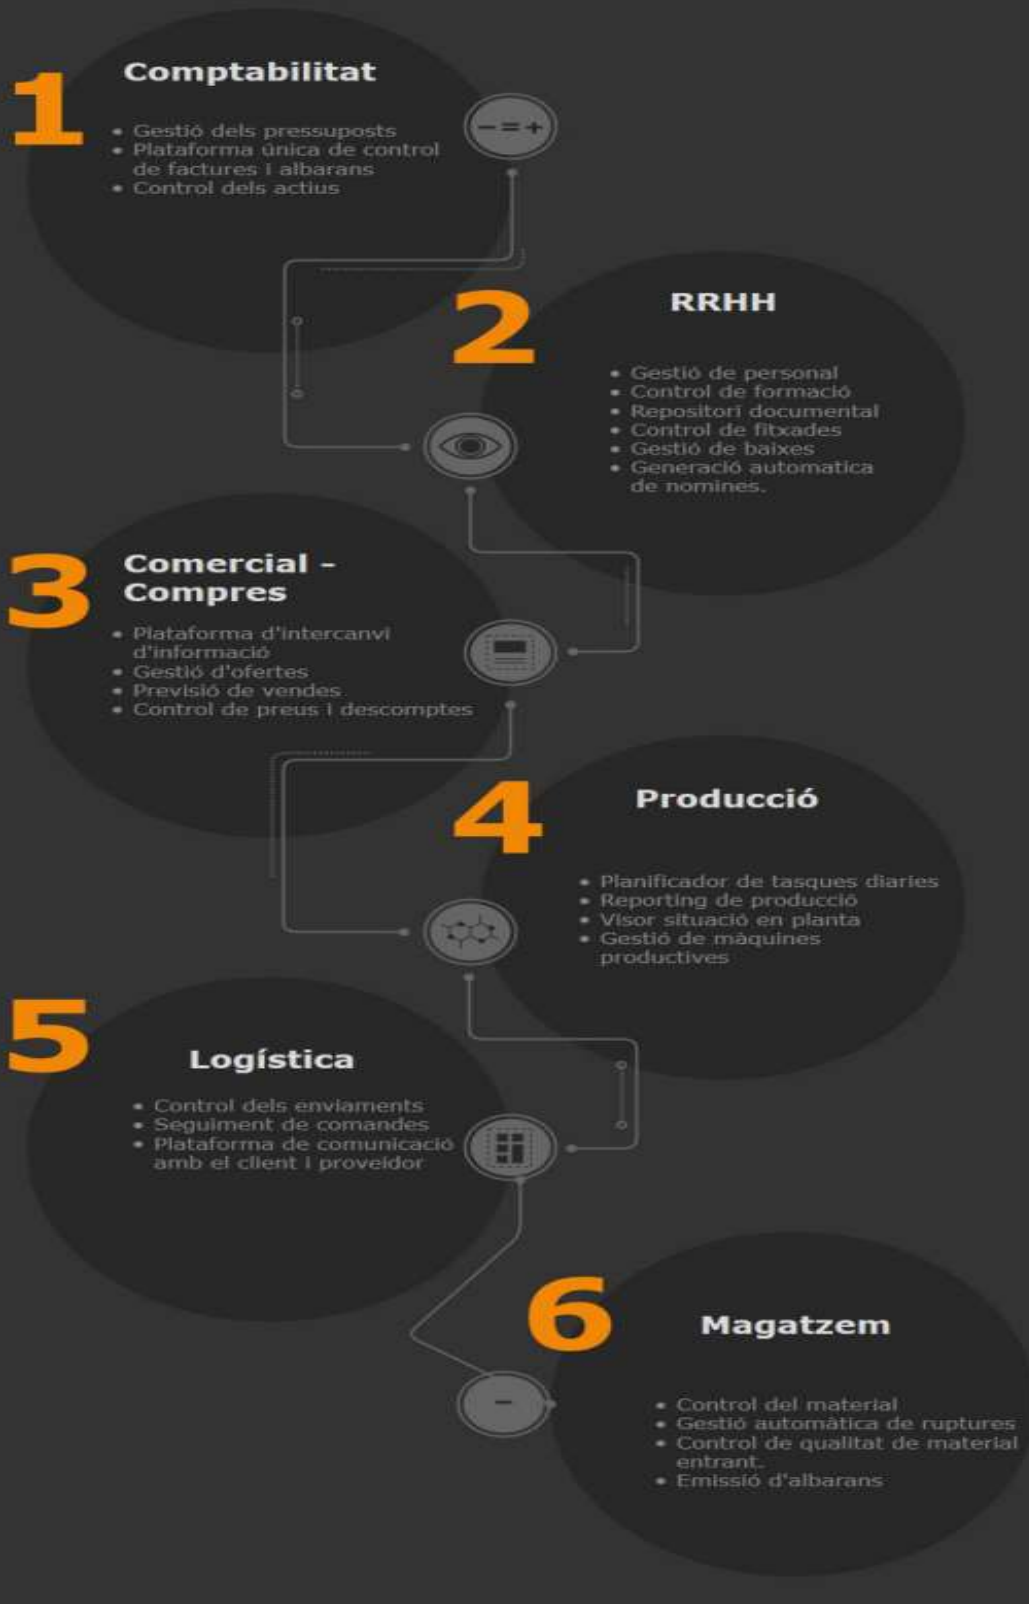 1
Comptabilitat
• Gestió dels pressuposts
• Plataforma única de control
de factures i albarans
• Control dels actius
2
RRHH
• Gestió de personal
• Control de formació
• Repositori documental
• Control de fitxades
• Gestió de baixes
• Generació automatica
de nomines.
3
Comercial -
Compres
• Plataforma d'intercanvi
d'informació
• Gestió d'ofertes
• Previsió de vendes
• Control de preus i descomptes
4
Producció
• Planificador de tasques diaries
• Reporting de producció
• Visor situació en planta
• Gestió de màquines
productives
5
Logística
• Control dels enviaments
• Seguiment de comandes
• Plataforma de comunicació
amb el client i proveidor
6
Magatzem
• Control del material
• Gestió automàtica de ruptures
• Control de qualitat de material
entrant.
• Emissió d'albarans